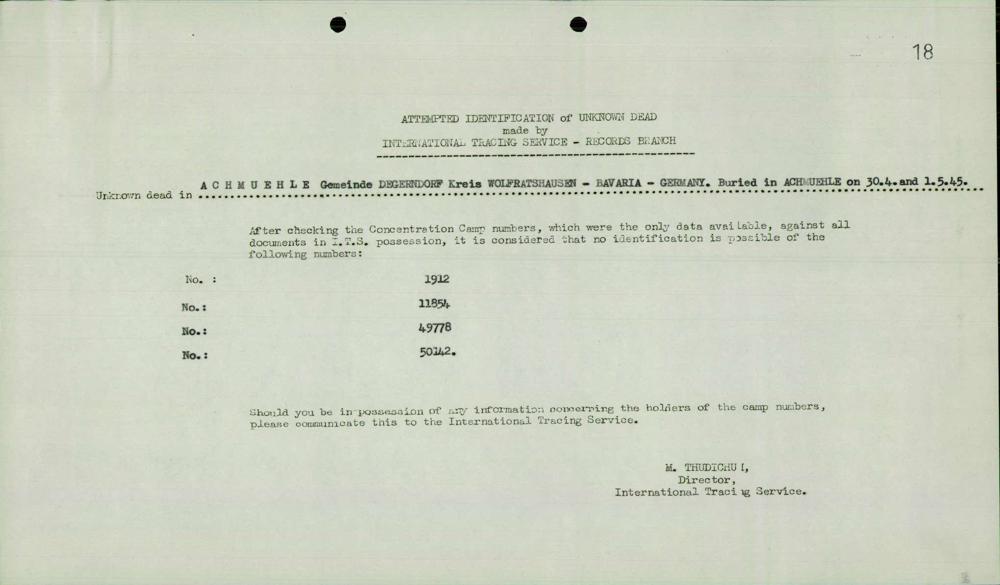 18
ATTEMPTED IDENTIFICATION of UNKNOWN DEAD
made by
INTERNATIONAL TRACING SERVICE - RECORDS BRANCH
Unknown dead in A C H M U E H L E Gemeinde DEGERNDORF Kreis WOLFRATSHAUSEN - BAVARIA - GERMANY. Buried in ACHMUEHLE on 30.4.and 1.5.45.
After checking the Concentration Camp numbers, which were the only data available, against all
documents in I.T.S. possession, it is considered that no identification is possible of the
following numbers:
No. : 1912
No.: 11854
No.: 49778
No.: 50142.
Should you be in possession of any information concerning the holders of the camp numbers,
please communicate this to the International Tracing Service.
M. THUDICHU I,
Director,
International Traci g Service.